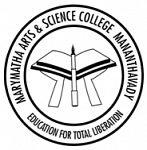 MARYMATHA ARTS & SCIENCE COLLEGE MANANTHAVADY
EDUCATION FOR TOTAL LIBERATION